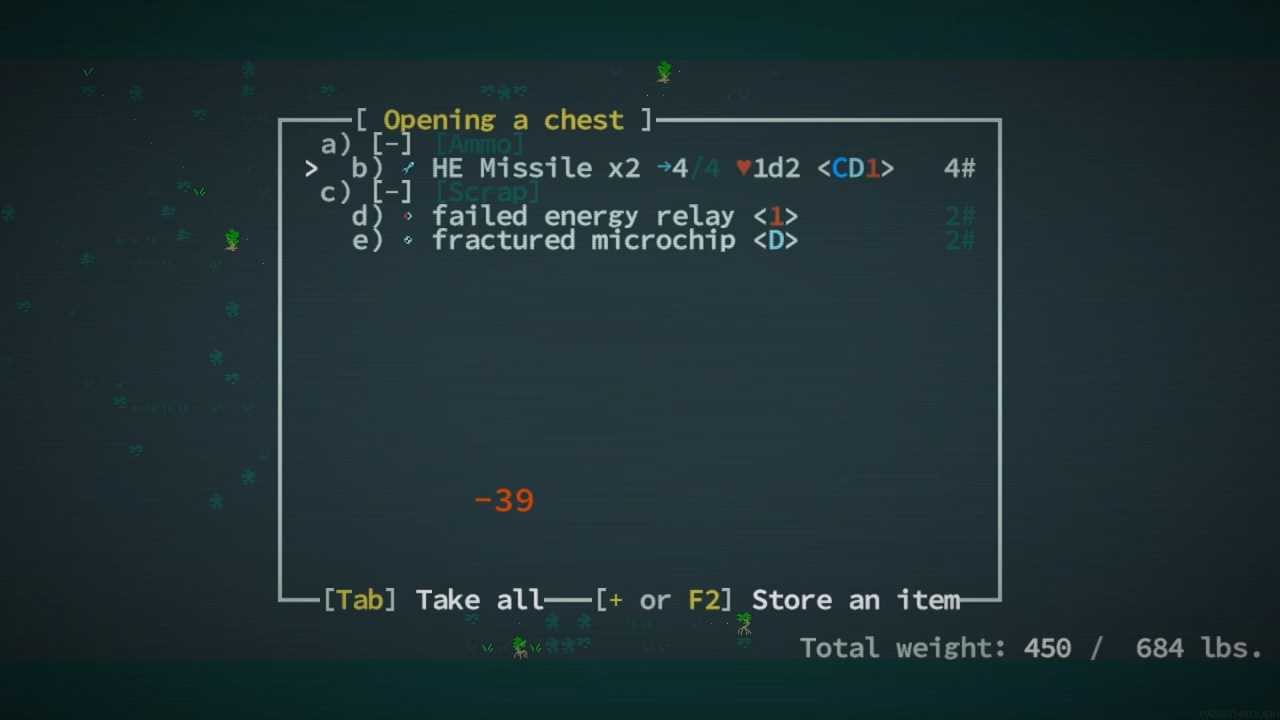 [ Opening a chest ]
a) [-] [Ammo]
> b) HE Missile x2 →4/4 ♥1d2 <CD1> 4#
c) [-] [Scrap]
d) failed energy relay <1> 2#
e) fractured microchip <D> 2#
-39
[Tab] Take all [+ or F2] Store an item
Total weight: 450 / 684 lbs.